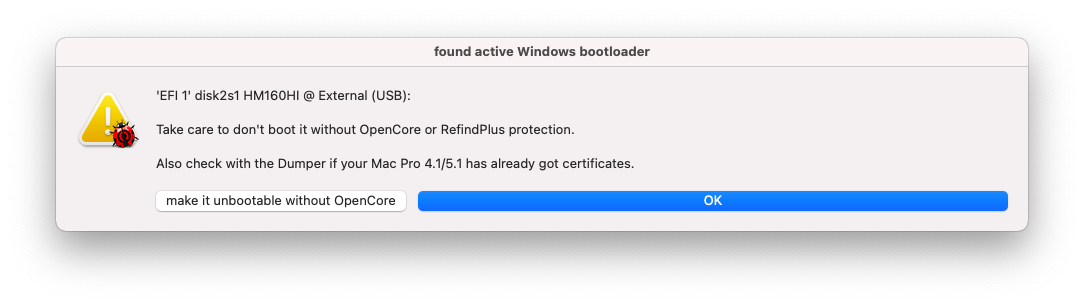 found active Windows bootloader
'EFI 1' disk2s1 HM160HI @ External (USB):
Take care to don't boot it without OpenCore or RefindPlus protection.
Also check with the Dumper if your Mac Pro 4.1/5.1 has already got certificates.
make it unbootable without OpenCore
OK